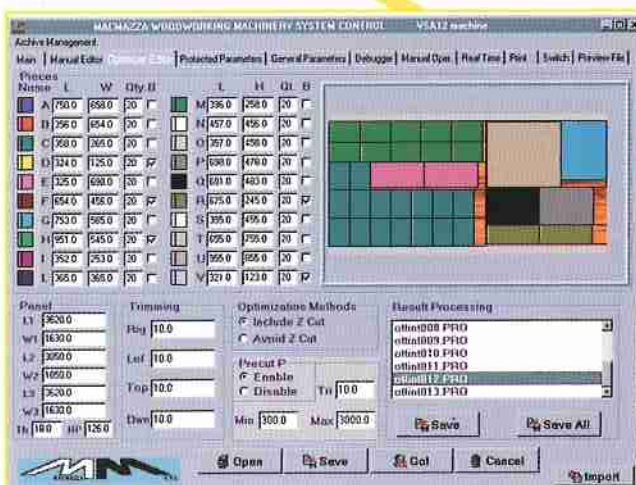 MACMAZZA WOODWORKING MACHINERY SYSTEM CONTROL VSA12 machine
Archive Management
Main Manual Editor Optimizer Editor Protected Parameters General Parameters Debugger Manual Oper. Real Time Print Switch Preview File
Pieces
Name L W Qty B L H Qt. B
A 750.0 658.0 20 M 396.0 258.0 20
B 356.0 654.0 20 N 457.0 456.0 20
C 358.0 265.0 20 O 357.0 458.0 20
D 324.0 125.0 20 P 698.0 478.0 20
E 325.0 698.0 20 Q 681.0 483.0 20
F 654.0 456.0 20 R 675.0 245.0 20
G 753.0 565.0 20 S 395.0 455.0 20
H 951.0 545.0 20 T 655.0 755.0 20
I 352.0 253.0 20 U 355.0 655.0 20
L 365.0 365.0 20 V 321.0 123.0 20
Panel Trimming Optimization Methods Result Processing
L1 3620.0
W1 1630.0
L2 3050.0
W2 1050.0
L3 3620.0
W3 1630.0
Th 18.0 HP 126.0
Rig 10.0
Lef 10.0
Top 10.0
Dwn 10.0
Include Z Cut
Avoid Z Cut
Precut P
Enable
Disable
Tri 10.0
Min 300.0 Max 3000.0
ottint008.PRO
ottint009.PRO
ottint010.PRO
ottint011.PRO
ottint012.PRO
ottint013.PRO
Save Save All
Open Save Go! Cancel
Import